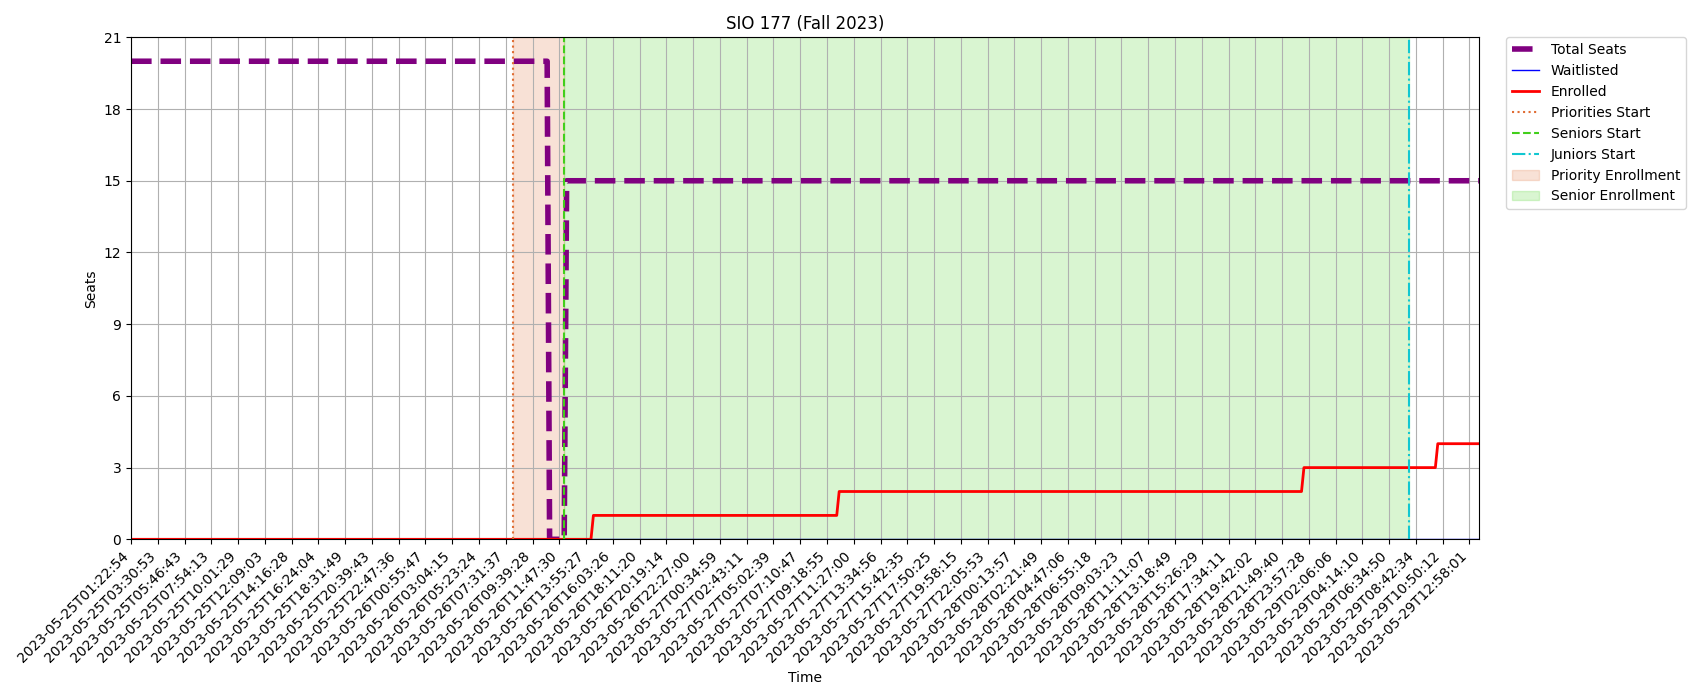 SIO 177 (Fall 2023)
21
18
15
12
9
6
3
0
Seats
2023-05-25T01:22:54
2023-05-25T03:30:53
2023-05-25T05:46:43
2023-05-25T07:54:13
2023-05-25T10:01:29
2023-05-25T12:09:03
2023-05-25T14:16:28
2023-05-25T16:24:04
2023-05-25T18:31:49
2023-05-25T20:39:43
2023-05-25T22:47:36
2023-05-26T00:55:47
2023-05-26T03:04:15
2023-05-26T05:23:24
2023-05-26T07:31:37
2023-05-26T09:39:28
2023-05-26T11:47:30
2023-05-26T13:55:27
2023-05-26T16:03:26
2023-05-26T18:11:20
2023-05-26T20:19:14
2023-05-26T22:27:00
2023-05-27T00:34:59
2023-05-27T02:43:11
2023-05-27T05:02:39
2023-05-27T07:10:47
2023-05-27T09:18:55
2023-05-27T11:27:00
2023-05-27T13:34:56
2023-05-27T15:42:35
2023-05-27T17:50:25
2023-05-27T19:58:15
2023-05-27T22:05:53
2023-05-28T00:13:57
2023-05-28T02:21:49
2023-05-28T04:47:06
2023-05-28T06:55:18
2023-05-28T09:03:23
2023-05-28T11:11:07
2023-05-28T13:18:49
2023-05-28T15:26:29
2023-05-28T17:34:11
2023-05-28T19:42:02
2023-05-28T21:49:40
2023-05-28T23:57:28
2023-05-29T02:06:06
2023-05-29T04:14:10
2023-05-29T06:34:50
2023-05-29T08:42:34
2023-05-29T10:50:12
2023-05-29T12:58:01
Time
Total Seats
Waitlisted
Enrolled
Priorities Start
Seniors Start
Juniors Start
Priority Enrollment
Senior Enrollment